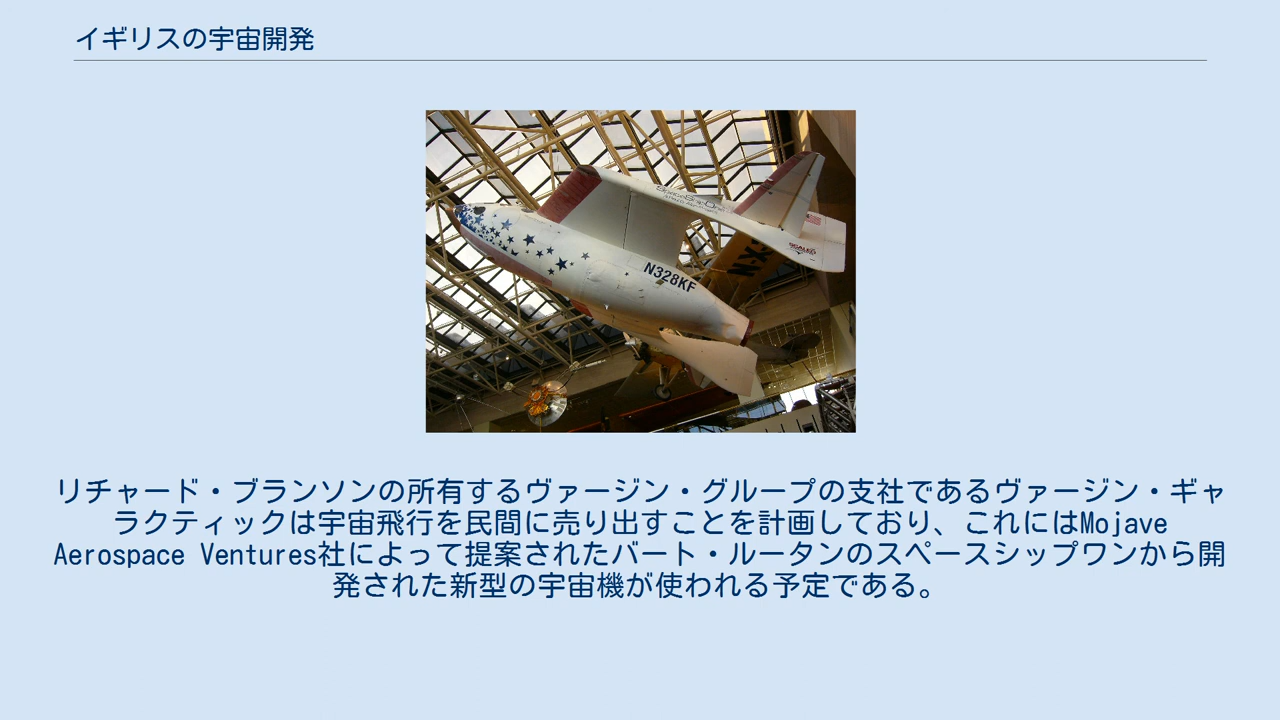 イギリスの宇宙開発
SpaceShipOne
N328KF
N-X
SCALED
リチャード・ブランソンの所有するヴァージン・グループの支社であるヴァージン・ギャ
ラクティックは宇宙飛行を民間に売り出すことを計画しており、これにはMojave
Aerospace Ventures社によって提案されたバート・ルータンのスペースシップワンから開
発された新型の宇宙機が使われる予定である。